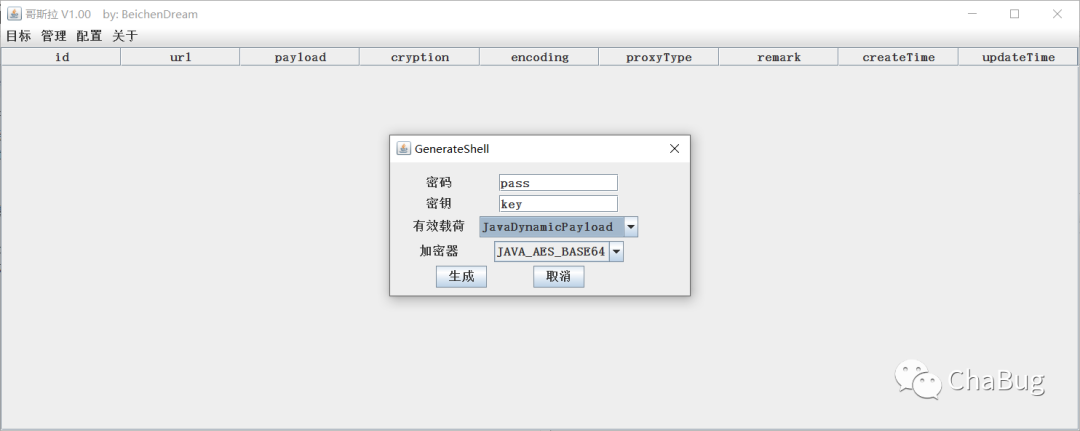 哥斯拉 V1.00 by: BeichenDream
目标 管理 配置 关于
id url payload cryption encoding proxyType remark createTime updateTime
GenerateShell
密码 pass
密钥 key
有效载荷 JavaDynamicPayload
加密器 JAVA_AES_BASE64
生成 取消
ChaBug